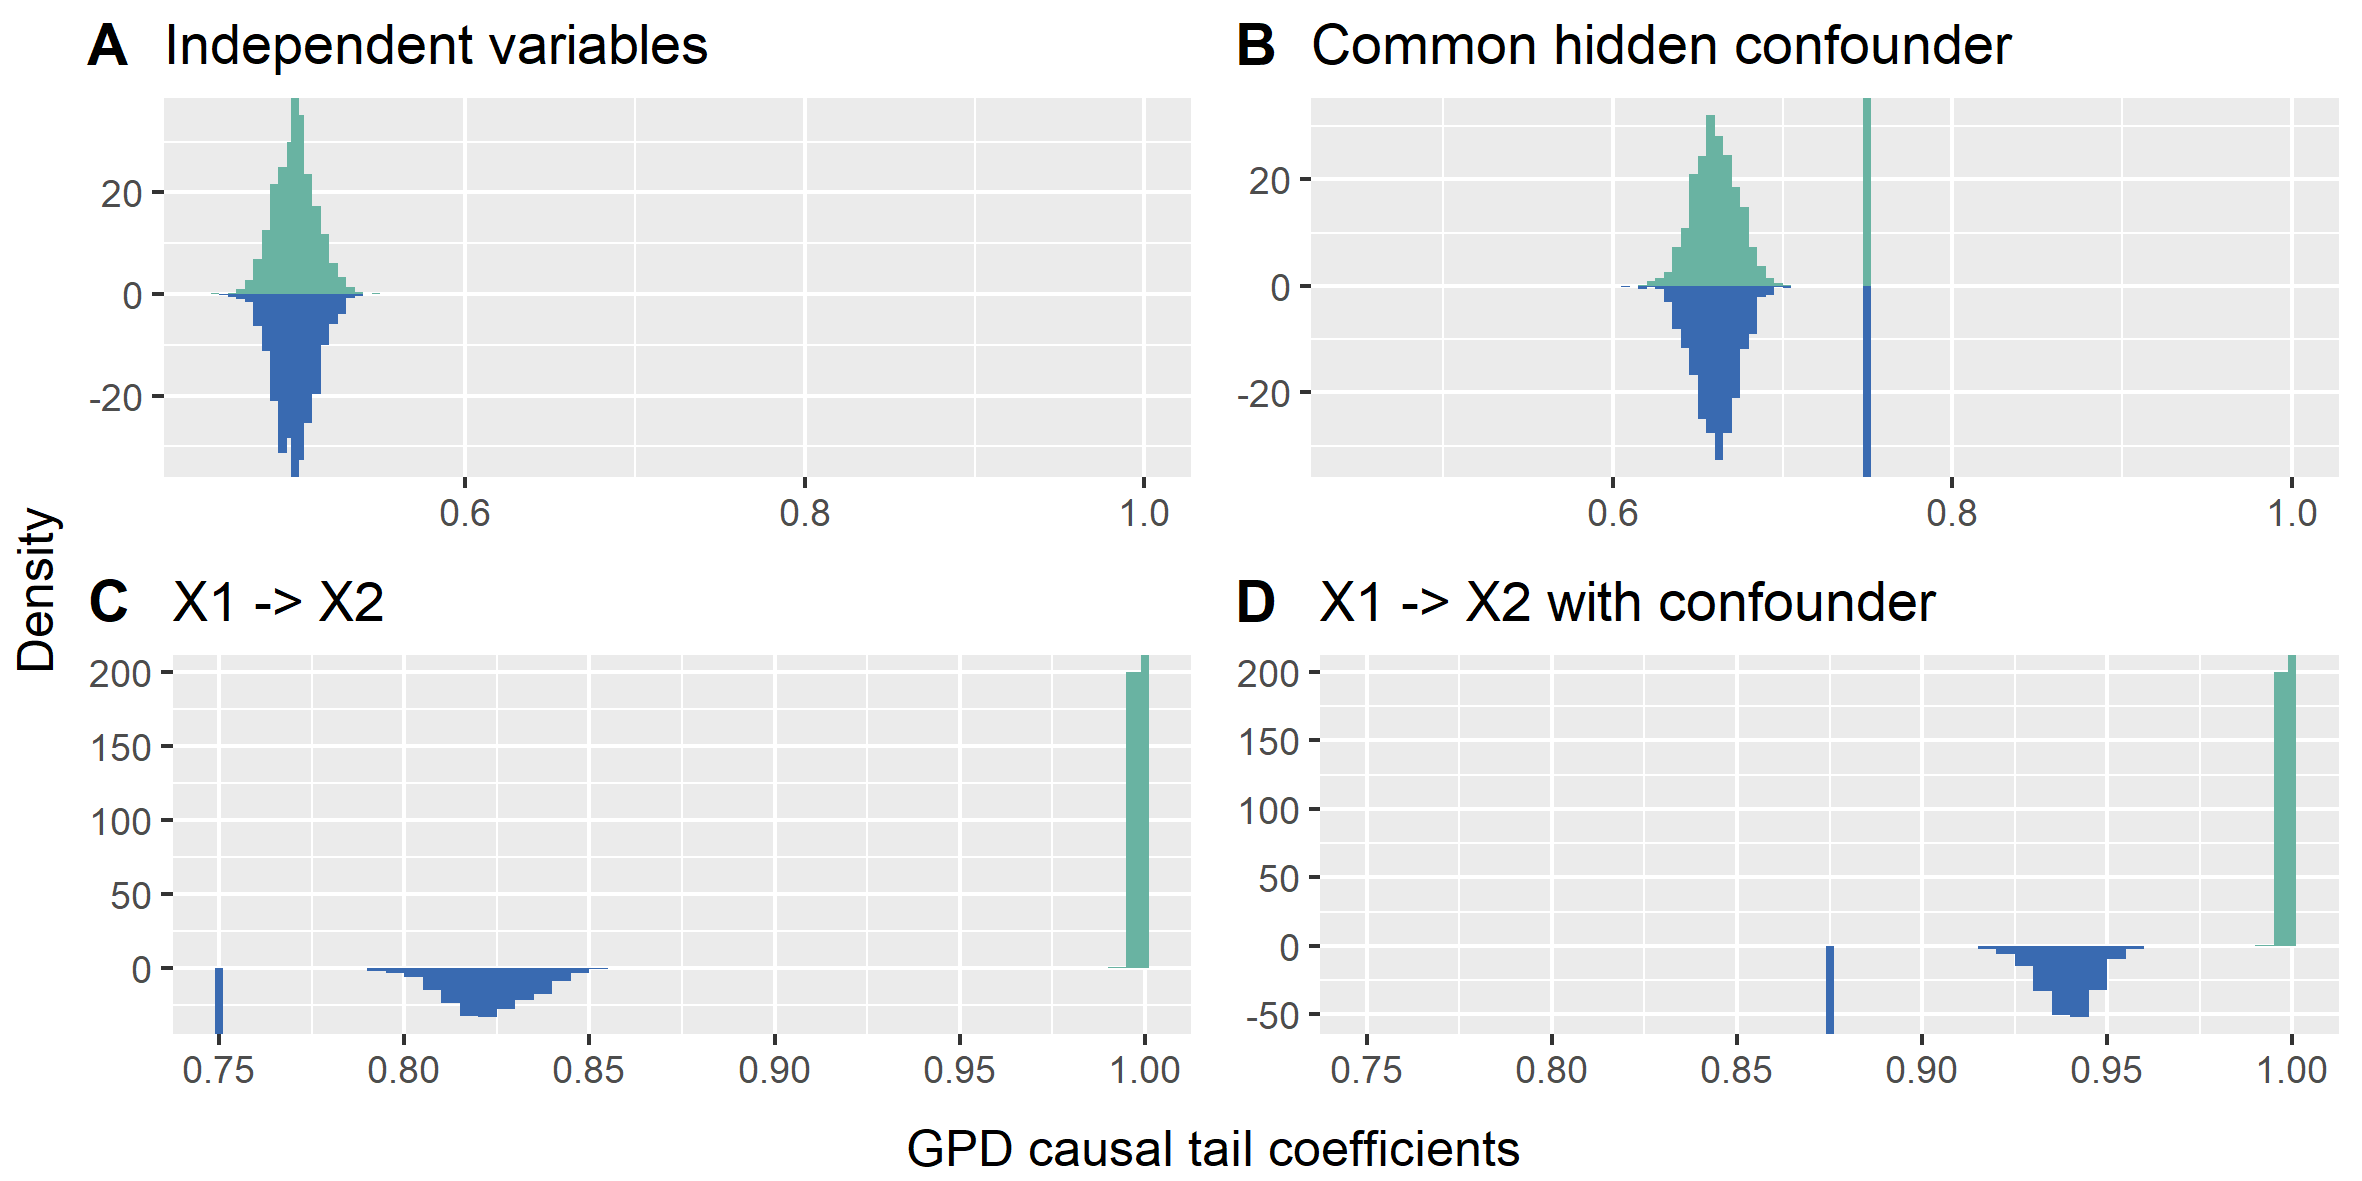 A Independent variables
20
0
-20
0.6 0.8 1.0
B Common hidden confounder
20
0
-20
0.6 0.8 1.0
Density
C X1 -> X2
200
150
100
50
0
0.75 0.80 0.85 0.90 0.95 1.00
D X1 -> X2 with confounder
200
150
100
50
0
-50
0.75 0.80 0.85 0.90 0.95 1.00
GPD causal tail coefficients